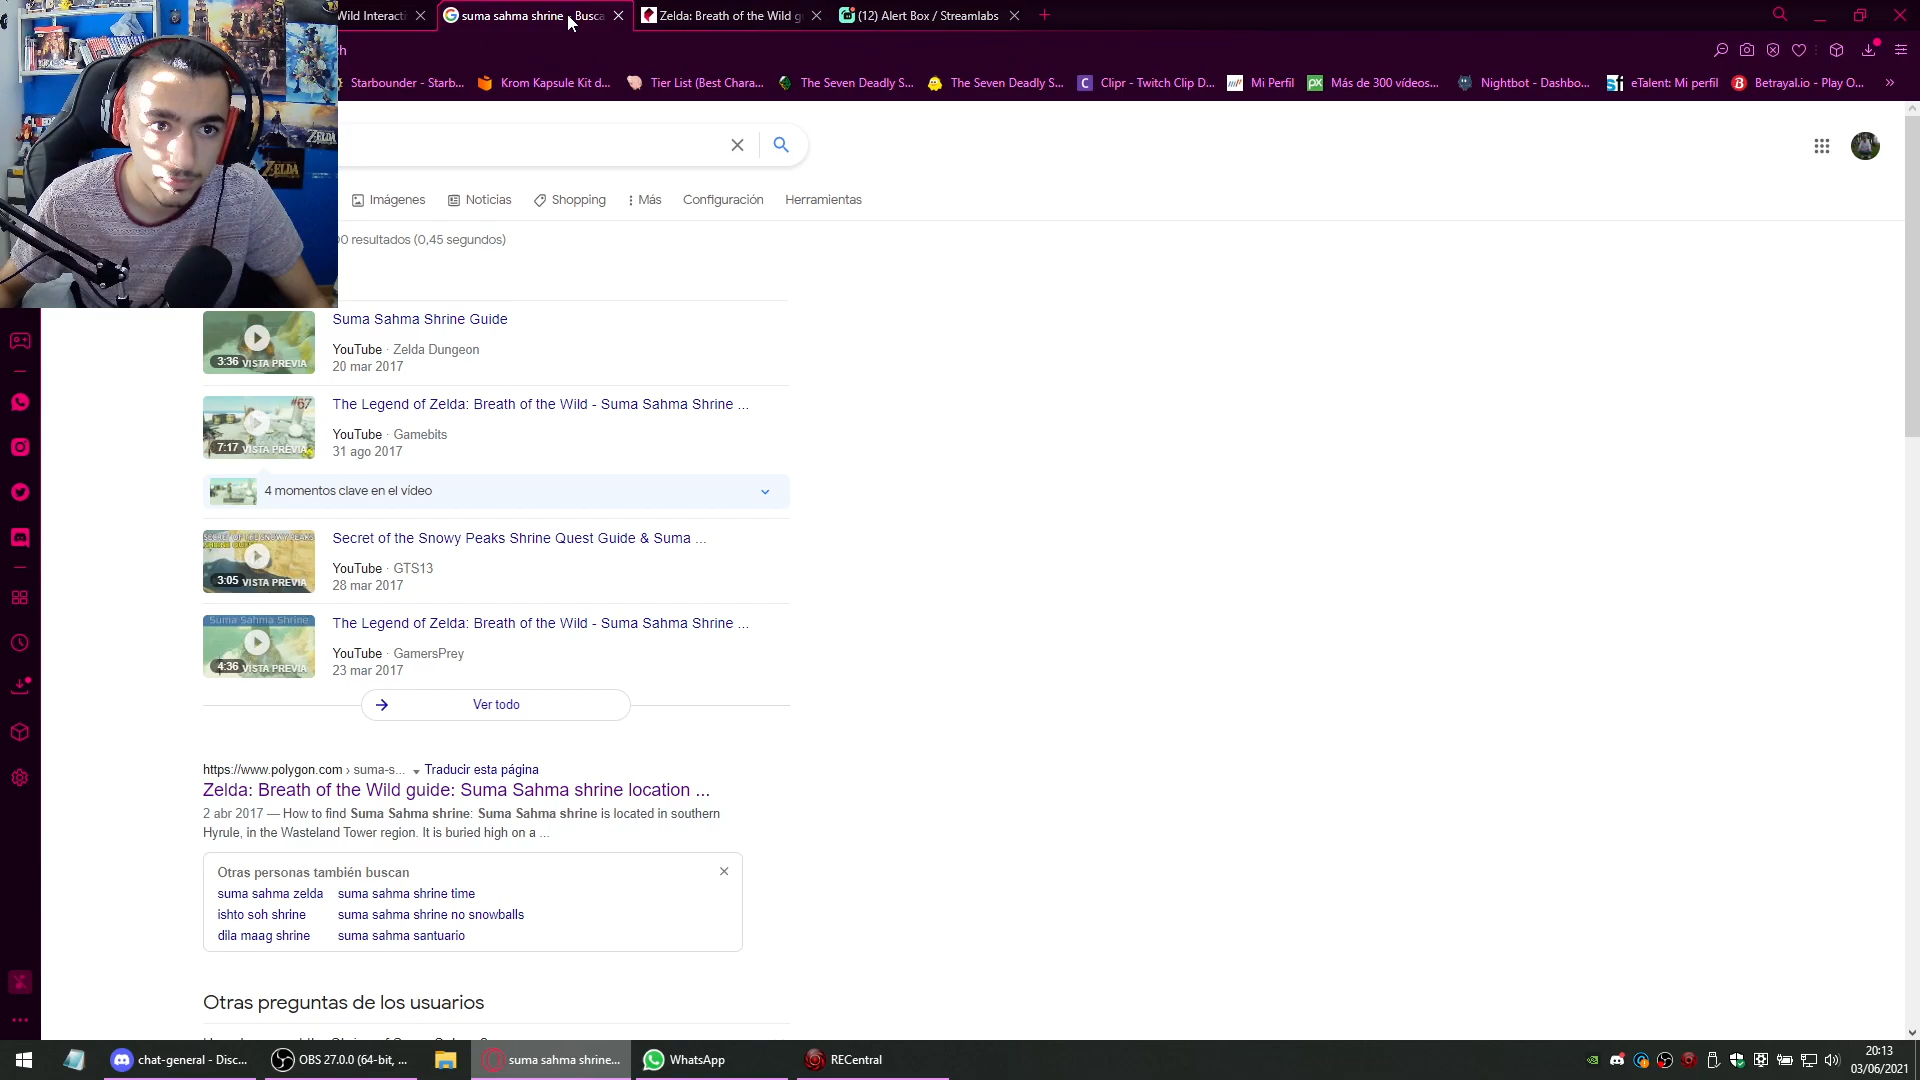 Wild Interacti
suma sahma shrine - Busca
Zelda: Breath of the Wild g
(12) Alert Box / Streamlabs
Starbounder - Starb...
Krom Kapsule Kit d...
Tier List (Best Chara...
The Seven Deadly S...
The Seven Deadly S...
Clipr - Twitch Clip D...
Mi Perfil
Más de 300 vídeos...
Nightbot - Dashbo...
eTalent: Mi perfil
Betrayal.io - Play O...
ZELDA
ZELDA
Imágenes
Noticias
Shopping
Más
Configuración
Herramientas
00 resultados (0,45 segundos)
3:36 VISTA PREVIA
Suma Sahma Shrine Guide
YouTube · Zelda Dungeon
20 mar 2017
#67
7:17 VISTA PREVIA
The Legend of Zelda: Breath of the Wild - Suma Sahma Shrine ...
YouTube · Gamebits
31 ago 2017
4 momentos clave en el vídeo
SECRET OF THE SNOWY PEAKS
3:05 VISTA PREVIA
Secret of the Snowy Peaks Shrine Quest Guide & Suma ...
YouTube · GTS13
28 mar 2017
Suma Sahma Shrine
4:36 VISTA PREVIA
The Legend of Zelda: Breath of the Wild - Suma Sahma Shrine ...
YouTube · GamersPrey
23 mar 2017
Ver todo
https://www.polygon.com › suma-s... Traducir esta página
Zelda: Breath of the Wild guide: Suma Sahma shrine location ...
2 abr 2017 — How to find Suma Sahma shrine: Suma Sahma shrine is located in southern
Hyrule, in the Wasteland Tower region. It is buried high on a ...
Otras personas también buscan
suma sahma zelda
suma sahma shrine time
ishto soh shrine
suma sahma shrine no snowballs
dila maag shrine
suma sahma santuario
Otras preguntas de los usuarios
chat-general - Disc...
OBS 27.0.0 (64-bit, ...
suma sahma shrine...
WhatsApp
RECentral
20:13
03/06/2021